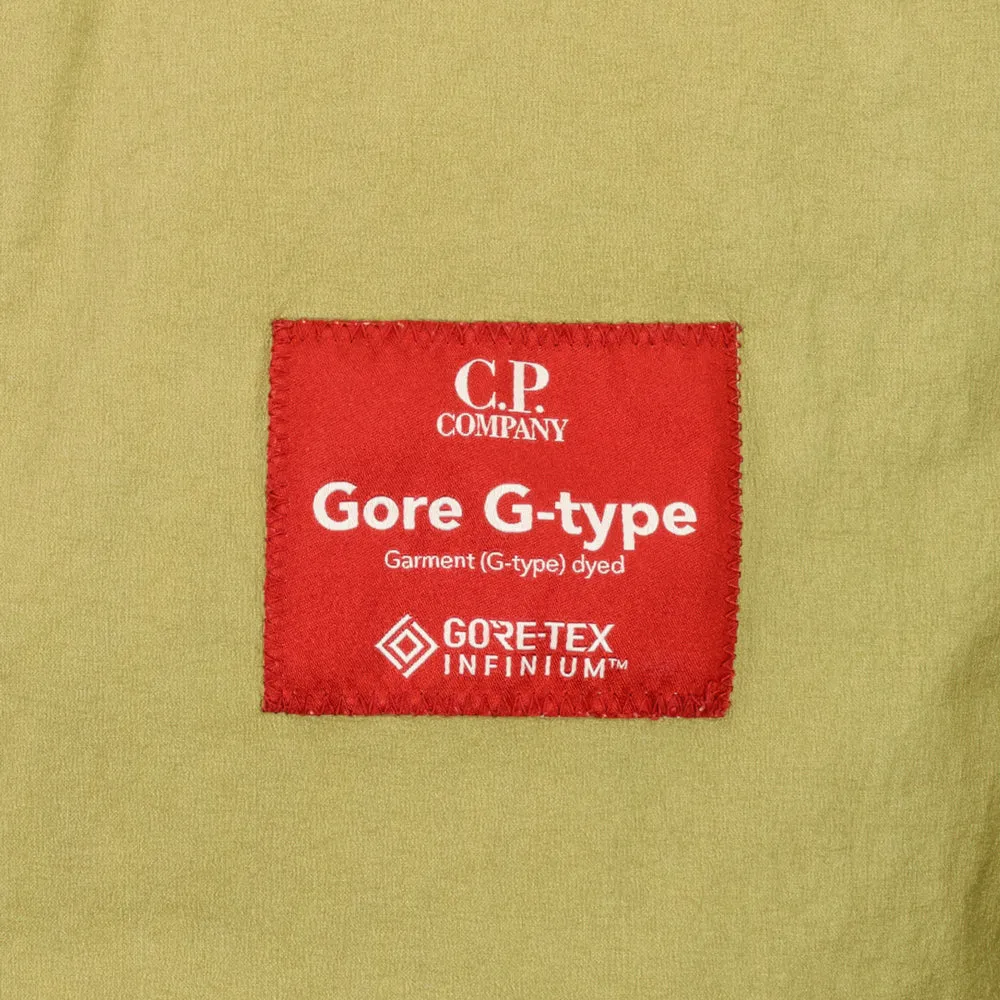 C.P.
COMPANY
Gore G-type
Garment (G-type) dyed
GORE-TEX
INFINIUM™